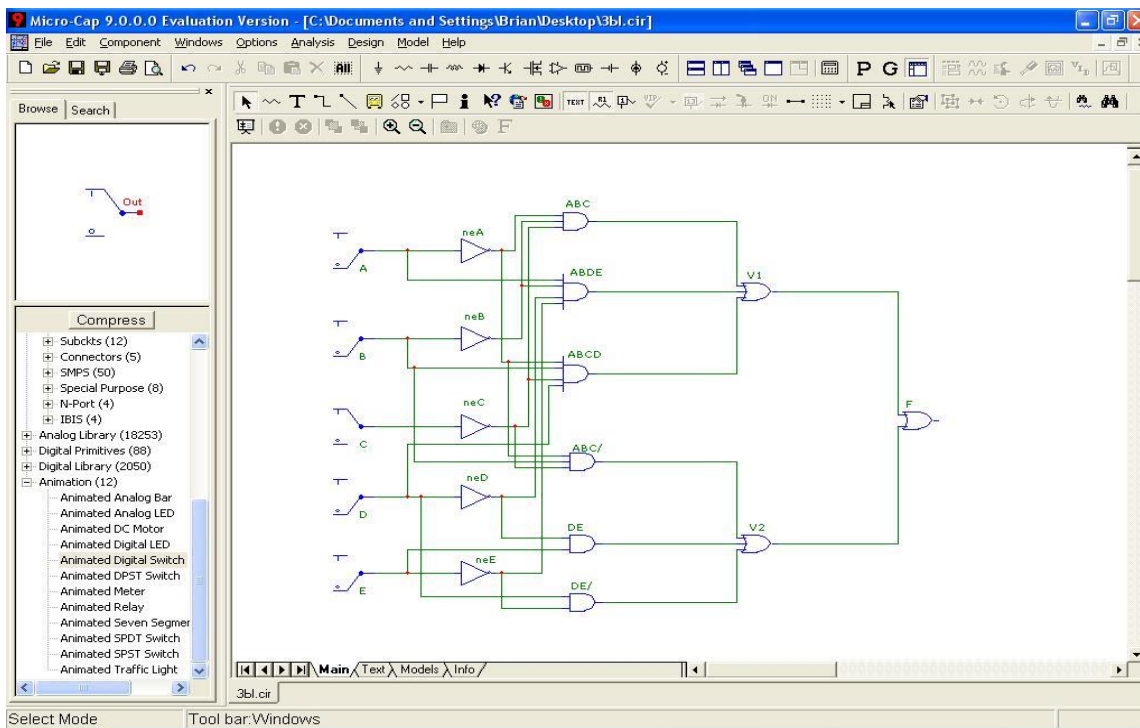 Micro-Cap 9.0.0.0 Evaluation Version - [C:\Documents and Settings\Brian\Desktop\3bl.cir]
File Edit Component Windows Options Analysis Design Model Help
Browse Search
Out
Compress
Subckts (12)
Connectors (5)
SMPS (50)
Special Purpose (8)
N-Port (4)
IBIS (4)
Analog Library (18253)
Digital Primitives (88)
Digital Library (2050)
Animation (12)
Animated Analog Bar
Animated Analog LED
Animated DC Motor
Animated Digital LED
Animated Digital Switch
Animated DPST Switch
Animated Meter
Animated Relay
Animated Seven Segmer
Animated SPDT Switch
Animated SPST Switch
Animated Traffic Light
ABC
neA
A
ABDE
V1
neB
B
ABCD
neC
C
F
ABC/
neD
D
DE
V2
neE
E
DE/
Main Text Models Info
3bl.cir
Select Mode Tool bar:Windows